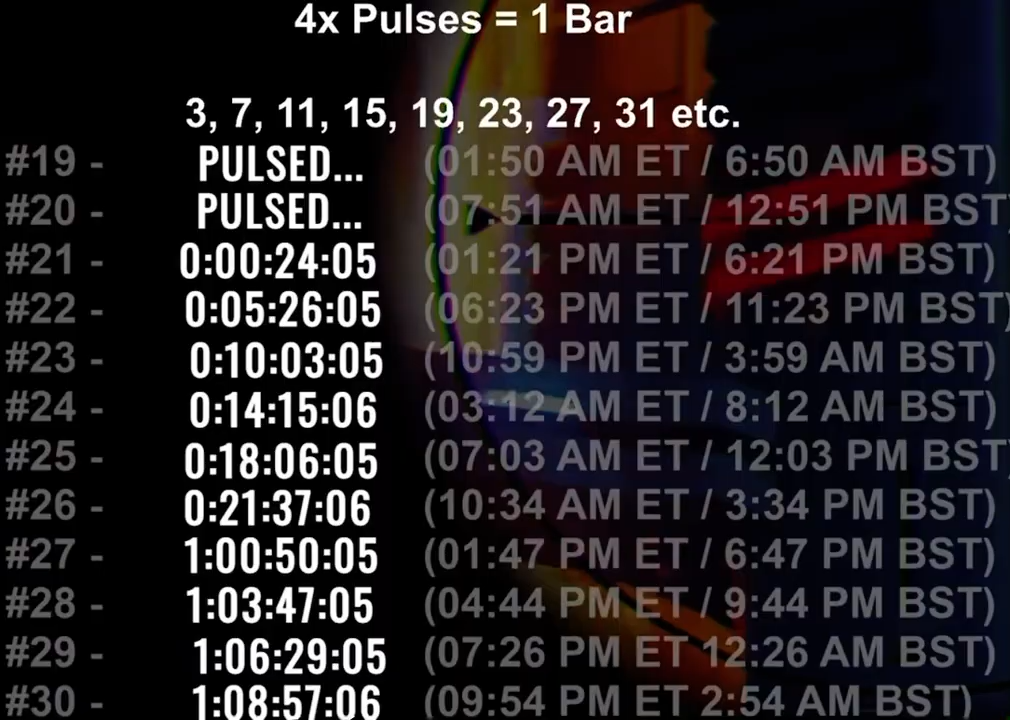 4x Pulses = 1 Bar
3, 7, 11, 15, 19, 23, 27, 31 etc.
#19 - PULSED... (01:50 AM ET / 6:50 AM BST)
#20 - PULSED... (07:51 AM ET / 12:51 PM BST)
#21 - 0:00:24:05 (01:21 PM ET / 6:21 PM BST)
#22 - 0:05:26:05 (06:23 PM ET / 11:23 PM BST)
#23 - 0:10:03:05 (10:59 PM ET / 3:59 AM BST)
#24 - 0:14:15:06 (03:12 AM ET / 8:12 AM BST)
#25 - 0:18:06:05 (07:03 AM ET / 12:03 PM BST)
#26 - 0:21:37:06 (10:34 AM ET / 3:34 PM BST)
#27 - 1:00:50:05 (01:47 PM ET / 6:47 PM BST)
#28 - 1:03:47:05 (04:44 PM ET / 9:44 PM BST)
#29 - 1:06:29:05 (07:26 PM ET 12:26 AM BST)
#30 - 1:08:57:06 (09:54 PM ET 2:54 AM BST)